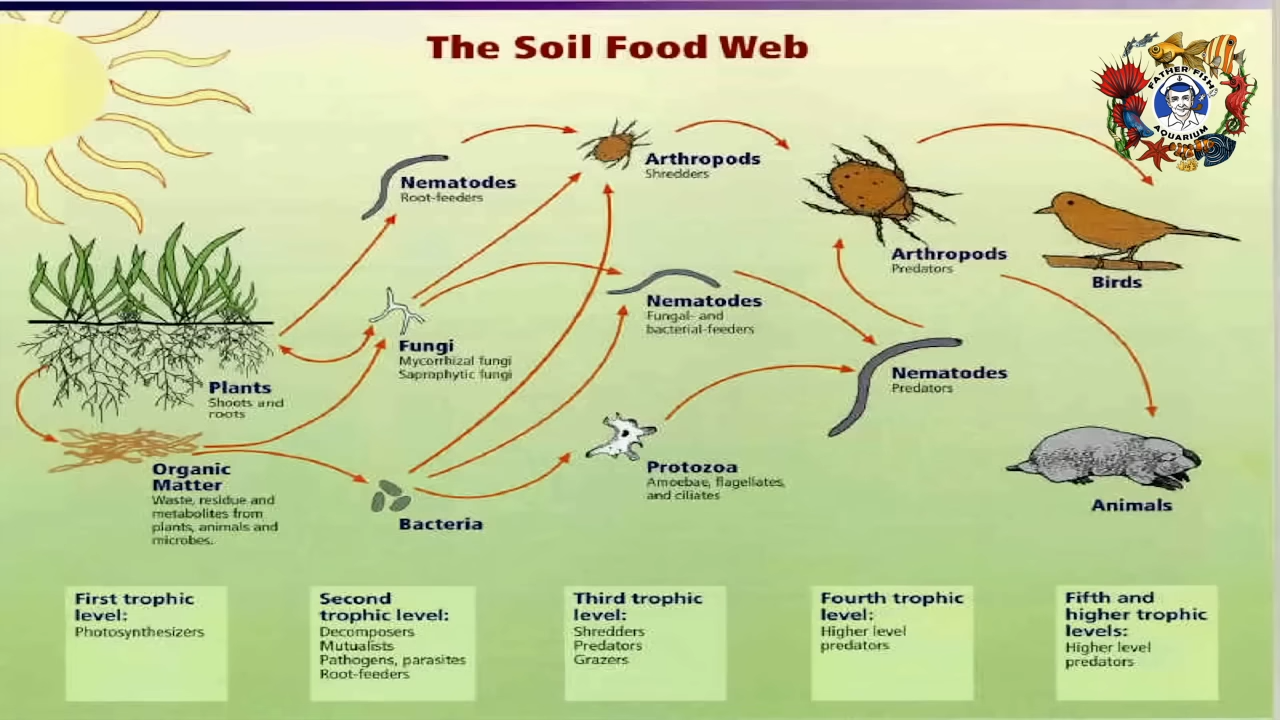 The Soil Food Web
FATHER FISH
AQUARIUM
Arthropods
Shredders
Nematodes
Root-feeders
Arthropods
Predators
Birds
Nematodes
Fungal- and
bacterial-feeders
Fungi
Mycorrhizal fungi
Saprophytic fungi
Nematodes
Predators
Plants
Shoots and
roots
Organic
Matter
Waste, residue and
metabolites from
plants, animals and
microbes.
Protozoa
Amoebae, flagellates,
and ciliates
Bacteria
Animals
First trophic
level:
Photosynthesizers
Second
trophic level:
Decomposers
Mutualists
Pathogens, parasites
Root-feeders
Third trophic
level:
Shredders
Predators
Grazers
Fourth trophic
level:
Higher level
predators
Fifth and
higher trophic
levels:
Higher level
predators